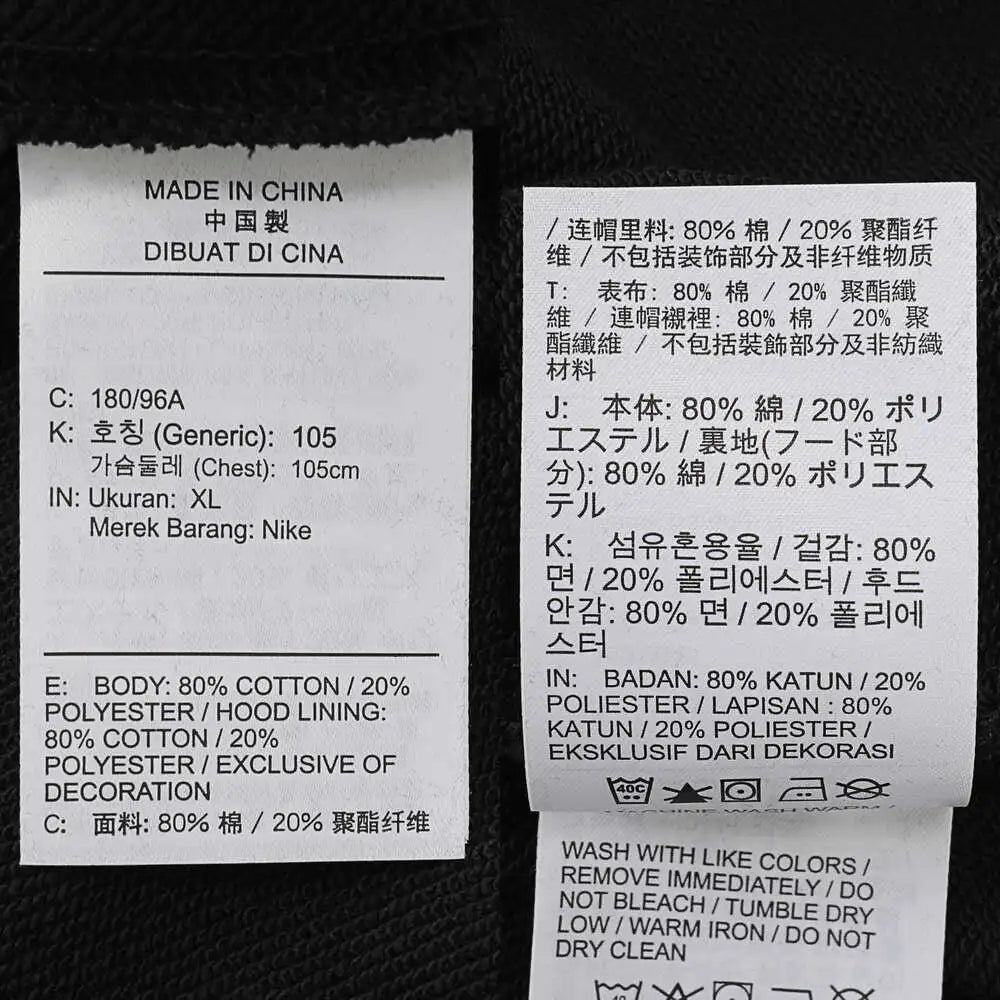 MADE IN CHINA
中国製
DIBUAT DI CINA
C: 180/96A
K: 호칭 (Generic): 105
가슴둘레 (Chest): 105cm
IN: Ukuran: XL
Merek Barang: Nike
E: BODY: 80% COTTON / 20%
POLYESTER / HOOD LINING:
80% COTTON / 20%
POLYESTER / EXCLUSIVE OF
DECORATION
C: 面料: 80% 棉 / 20% 聚酯纤维
/ 连帽里料: 80% 棉 / 20% 聚酯纤
维 / 不包括装饰部分及非纤维物质
T: 表布: 80% 棉 / 20% 聚酯纖
維 / 連帽襯裡: 80% 棉 / 20% 聚
酯纖維 / 不包括裝飾部分及非紡織
材料
J: 本体: 80% 綿 / 20% ポリ
エステル / 裏地(フード部
分): 80% 綿 / 20% ポリエス
テル
K: 섬유혼용율 / 겉감: 80%
면 / 20% 폴리에스터 / 후드
안감: 80% 면 / 20% 폴리에
스터
IN: BADAN: 80% KATUN / 20%
POLIESTER / LAPISAN : 80%
KATUN / 20% POLIESTER /
EKSKLUSIF DARI DEKORASI
40C
MACHINE WASH WARM /
WASH WITH LIKE COLORS /
REMOVE IMMEDIATELY / DO
NOT BLEACH / TUMBLE DRY
LOW / WARM IRON / DO NOT
DRY CLEAN